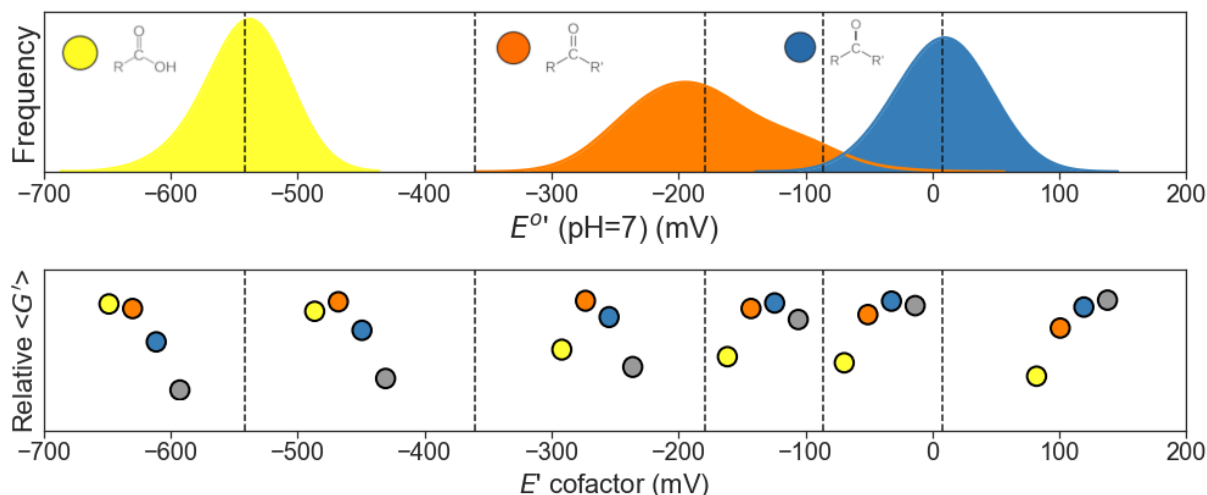 Frequency
O
R
OH
O
R
R'
O
R
R'
−700
−600
−500
−400
−300
−200
−100
0
100
200
E°' (pH=7) (mV)
Relative <G'>
−700
−600
−500
−400
−300
−200
−100
0
100
200
E' cofactor (mV)